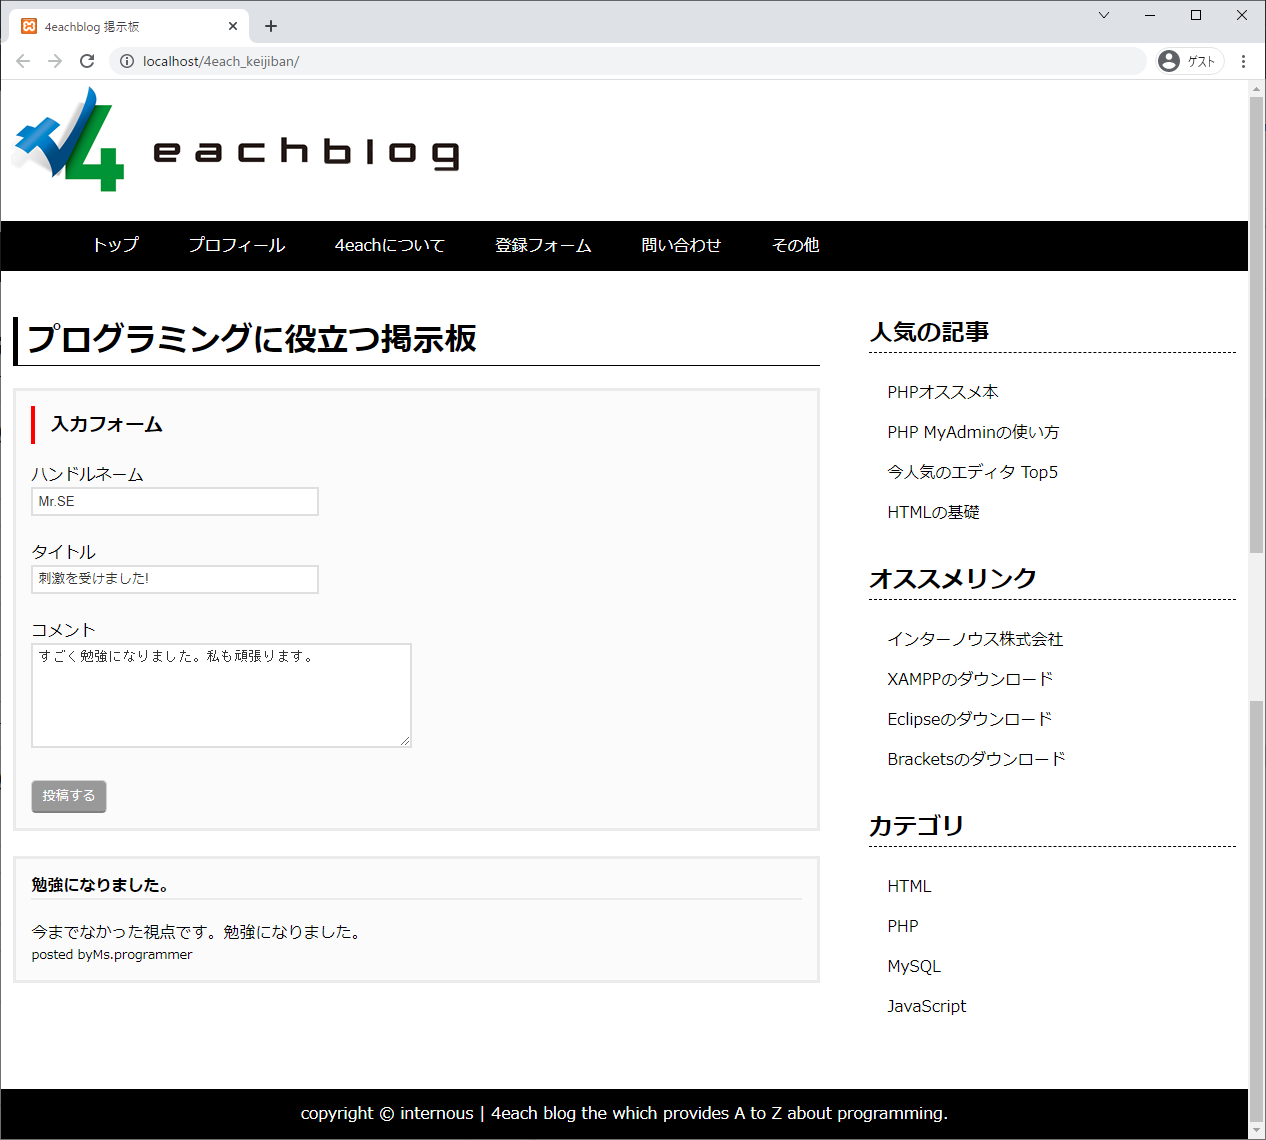 4eachblog 掲示板
localhost/4each_keijiban/
ゲスト
4 eachblog
トップ プロフィール 4eachについて 登録フォーム 問い合わせ その他
プログラミングに役立つ掲示板
入力フォーム
ハンドルネーム
Mr.SE
タイトル
刺激を受けました!
コメント
すごく勉強になりました。私も頑張ります。
投稿する
勉強になりました。
今までなかった視点です。勉強になりました。
posted byMs.programmer
人気の記事
PHPオススメ本
PHP MyAdminの使い方
今人気のエディタ Top5
HTMLの基礎
オススメリンク
インターノウス株式会社
XAMPPのダウンロード
Eclipseのダウンロード
Bracketsのダウンロード
カテゴリ
HTML
PHP
MySQL
JavaScript
copyright © internous | 4each blog the which provides A to Z about programming.